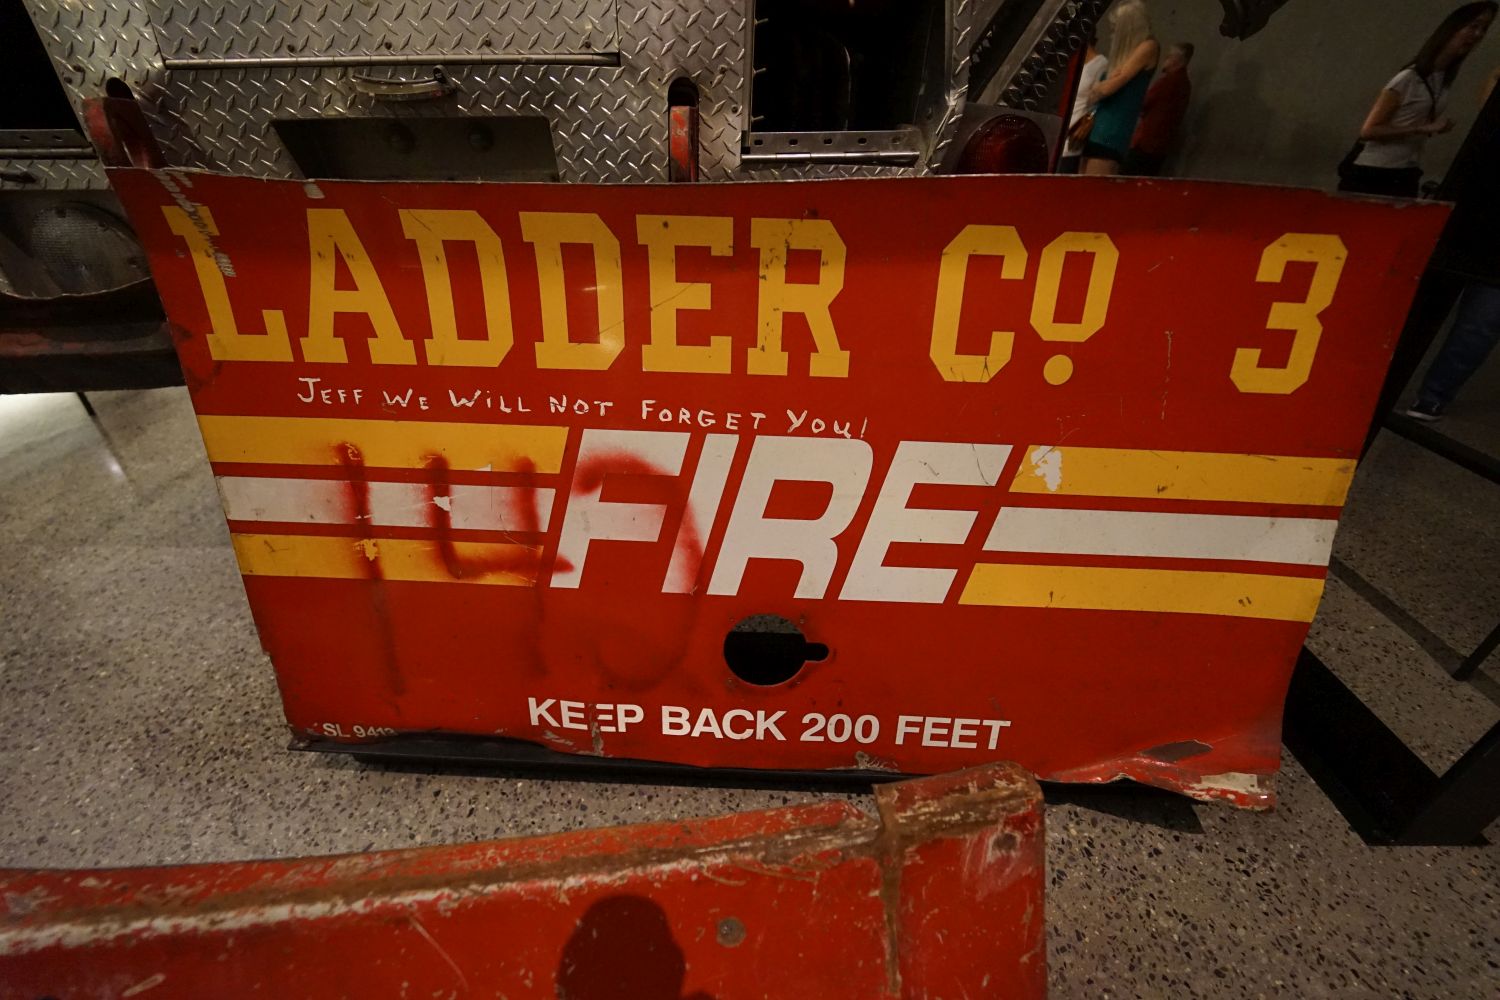 LADDER Co. 3
JEFF WE WILL NOT FORGET YOU!
FIRE
KEEP BACK 200 FEET